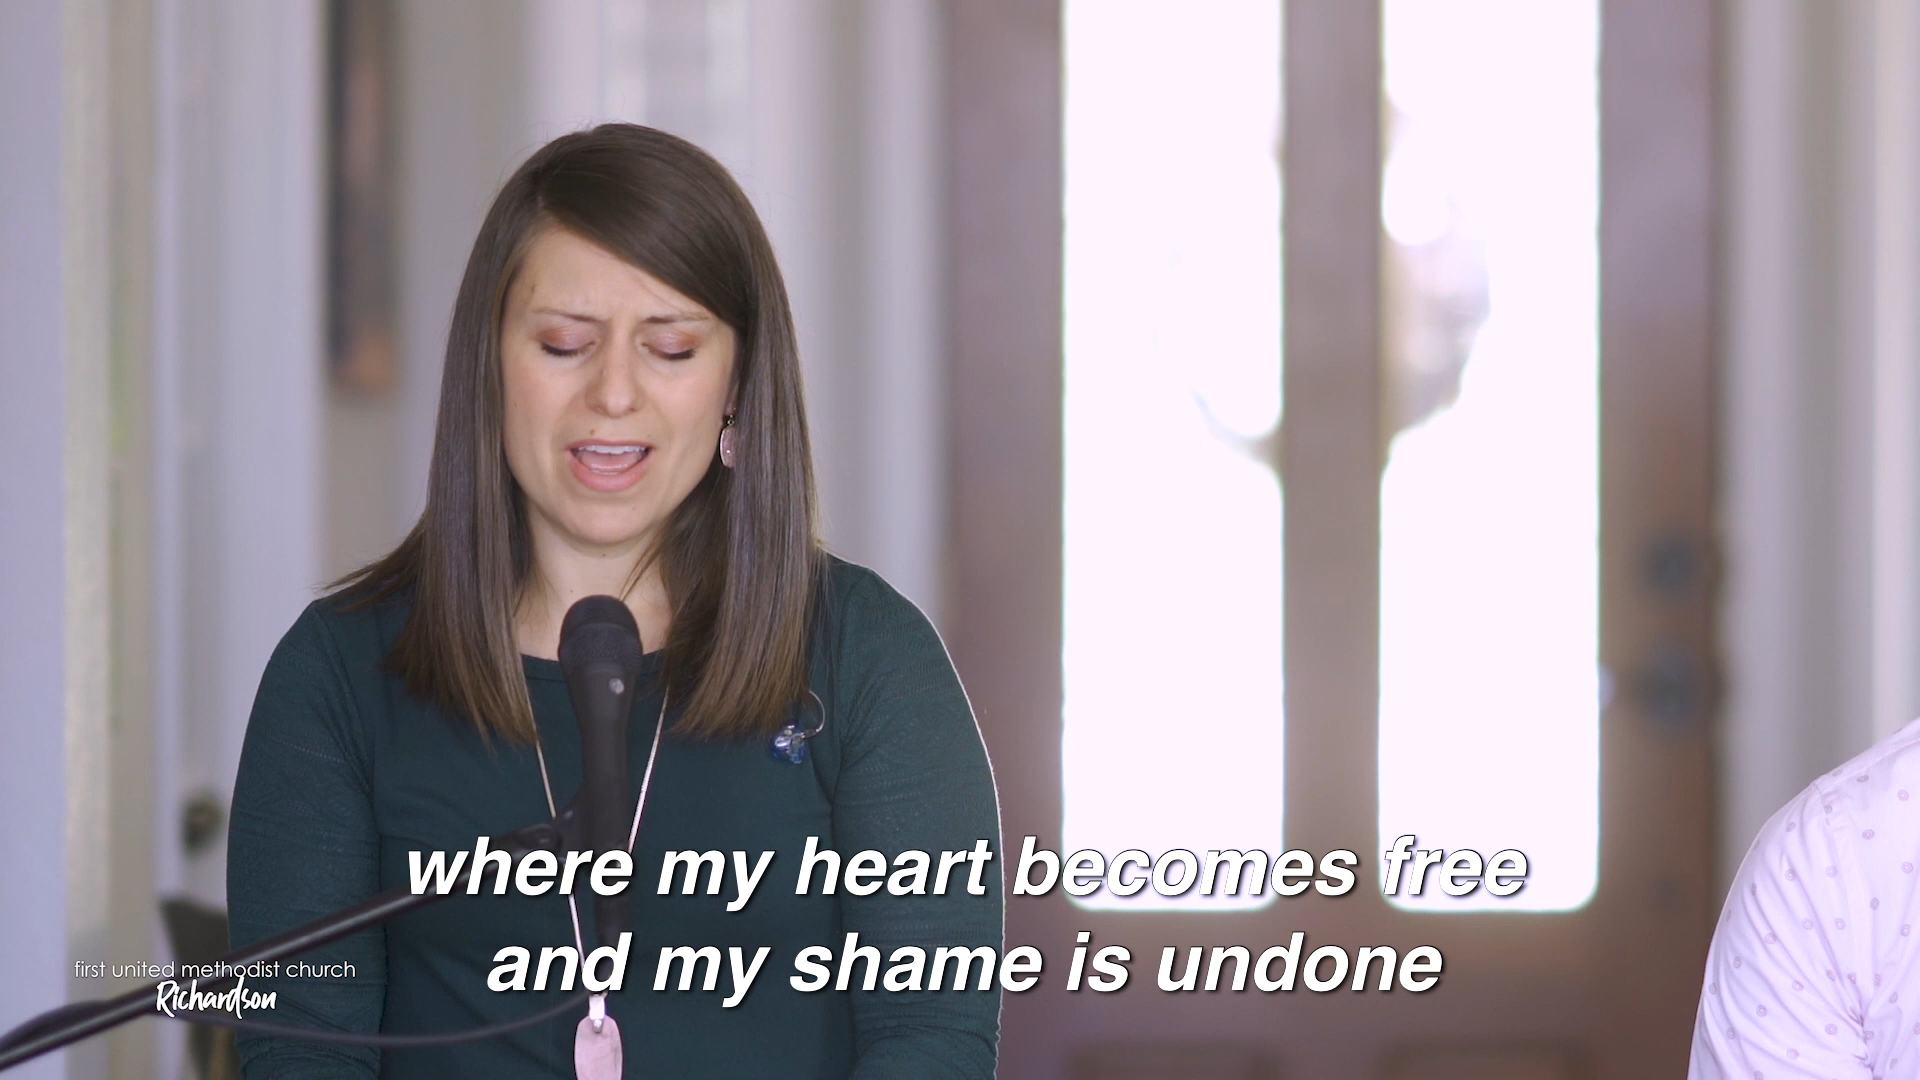 where my heart becomes free
and my shame is undone
first united methodist church
Richardson